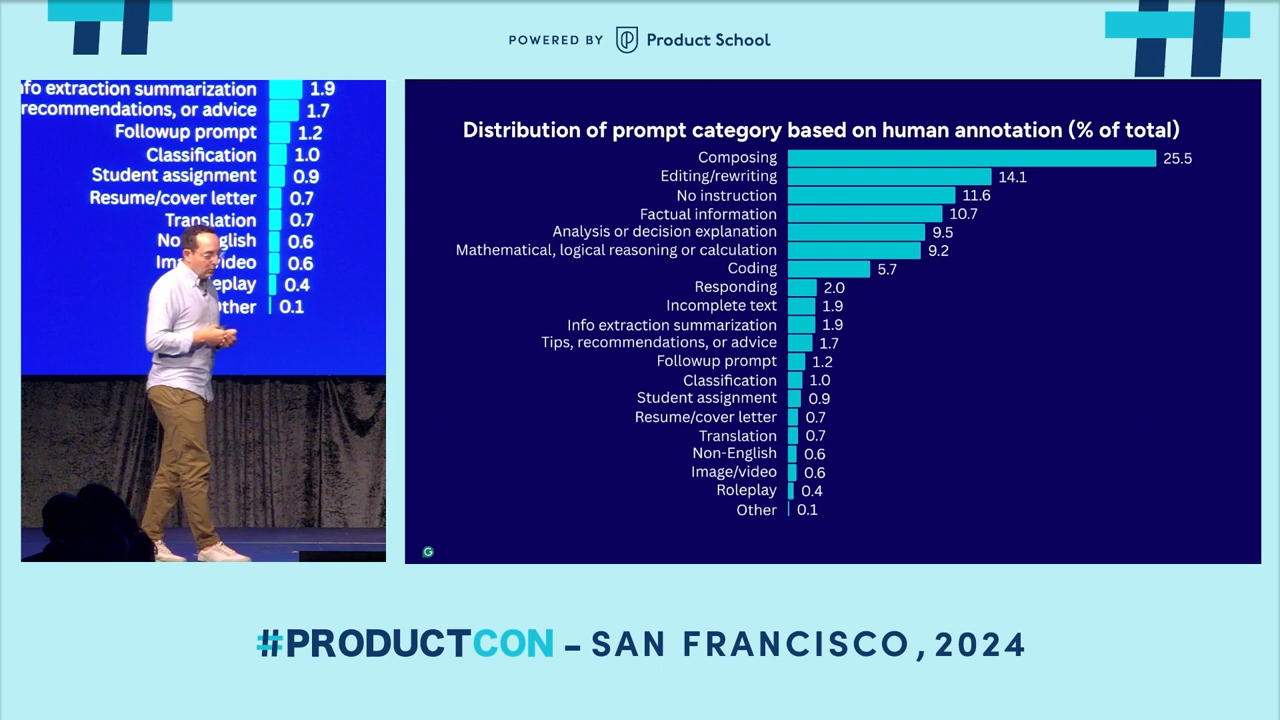 POWERED BY Product School
nfo extraction summarization 1.9
recommendations, or advice 1.7
Followup prompt 1.2
Classification 1.0
Student assignment 0.9
Resume/cover letter 0.7
Translation 0.7
No glish 0.6
Ima ideo 0.6
eplay 0.4
ther 0.1
Distribution of prompt category based on human annotation (% of total)
Composing 25.5
Editing/rewriting 14.1
No instruction 11.6
Factual information 10.7
Analysis or decision explanation 9.5
Mathematical, logical reasoning or calculation 9.2
Coding 5.7
Responding 2.0
Incomplete text 1.9
Info extraction summarization 1.9
Tips, recommendations, or advice 1.7
Followup prompt 1.2
Classification 1.0
Student assignment 0.9
Resume/cover letter 0.7
Translation 0.7
Non-English 0.6
Image/video 0.6
Roleplay 0.4
Other 0.1
#PRODUCTCON – SAN FRANCISCO, 2024